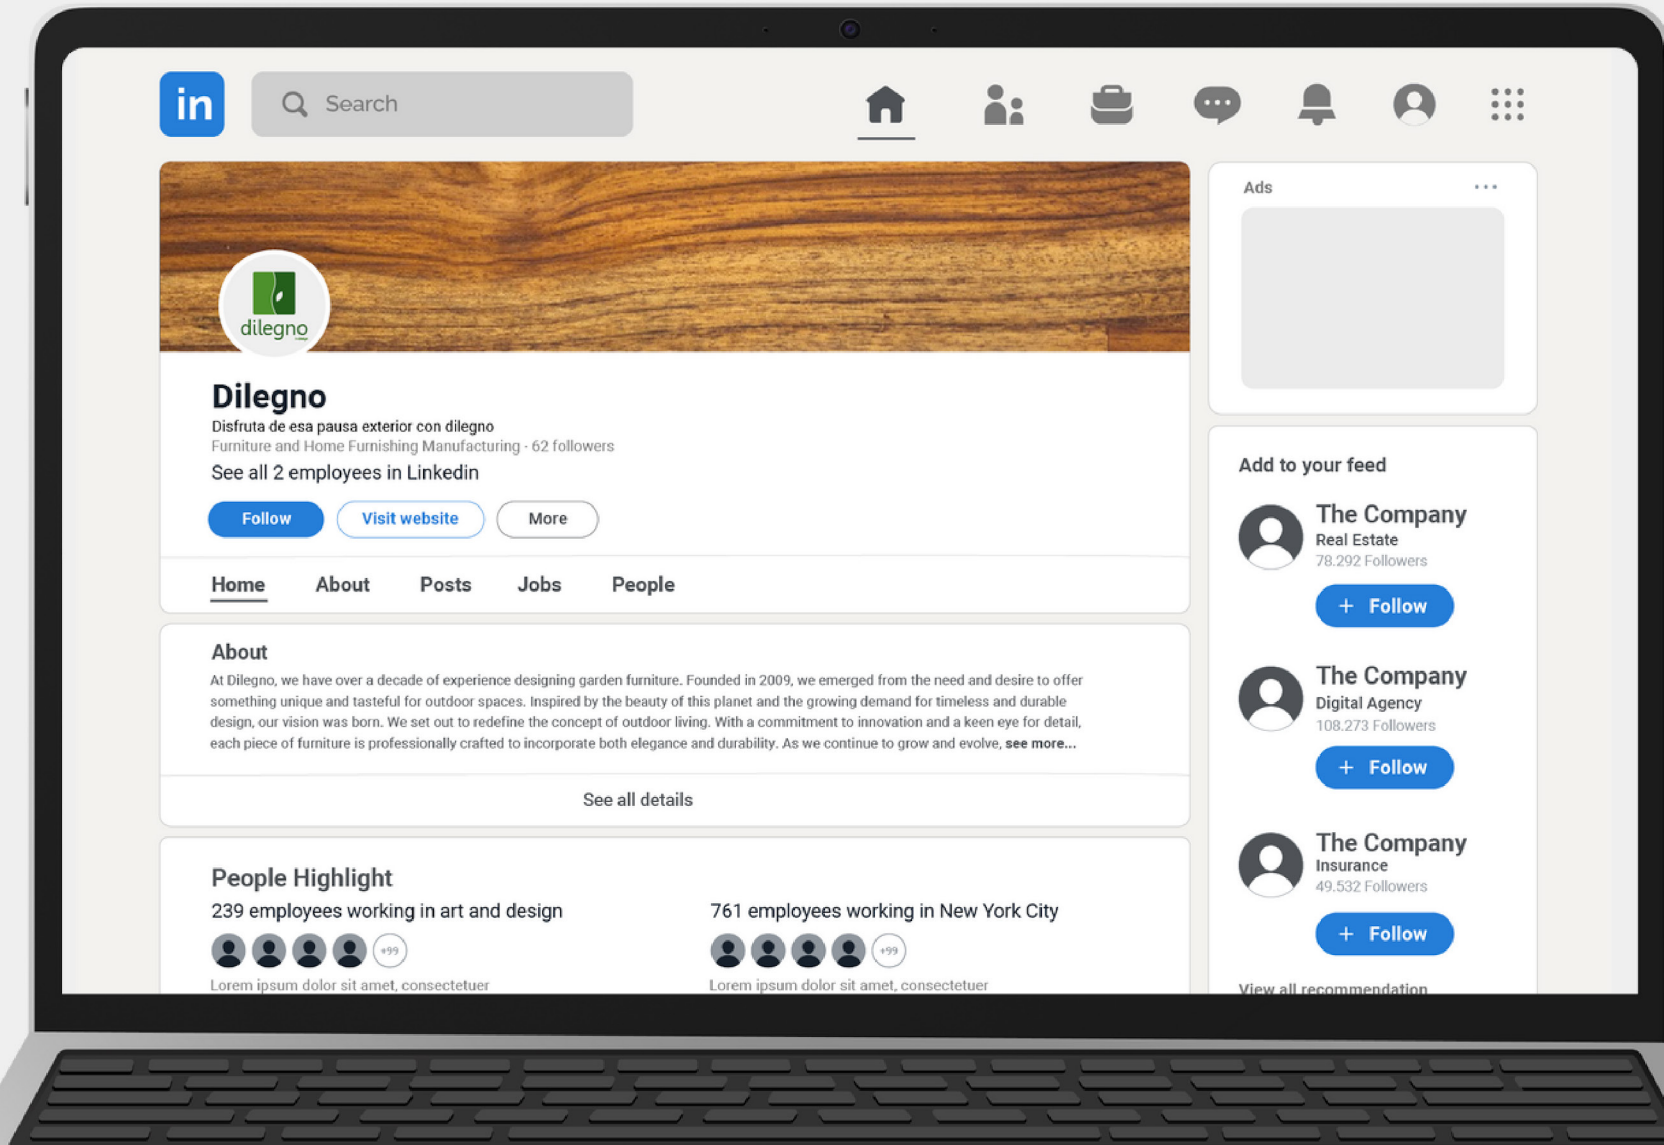 in
Search
dilegno
Dilegno
Disfruta de esa pausa exterior con dilegno
Furniture and Home Furnishing Manufacturing · 62 followers
See all 2 employees in Linkedin
Follow
Visit website
More
Home
About
Posts
Jobs
People
About
At Dilegno, we have over a decade of experience designing garden furniture. Founded in 2009, we emerged from the need and desire to offer
something unique and tasteful for outdoor spaces. Inspired by the beauty of this planet and the growing demand for timeless and durable
design, our vision was born. We set out to redefine the concept of outdoor living. With a commitment to innovation and a keen eye for detail,
each piece of furniture is professionally crafted to incorporate both elegance and durability. As we continue to grow and evolve, see more...
See all details
People Highlight
239 employees working in art and design
+99
Lorem ipsum dolor sit amet, consectetuer
761 employees working in New York City
+99
Lorem ipsum dolor sit amet, consectetuer
Ads
Add to your feed
The Company
Real Estate
78.292 Followers
+ Follow
The Company
Digital Agency
108.273 Followers
+ Follow
The Company
Insurance
49.532 Followers
+ Follow
View all recommendation